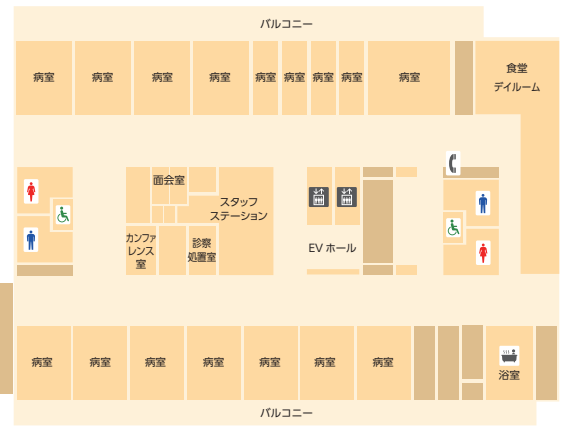 バルコニー
病室 病室 病室 病室 病室 病室 病室 病室 病室
食堂
デイルーム
面会室
スタッフ
ステーション
カンファ
レンス
室
診察
処置室
EV ホール
病室 病室 病室 病室 病室 病室 病室
浴室
バルコニー